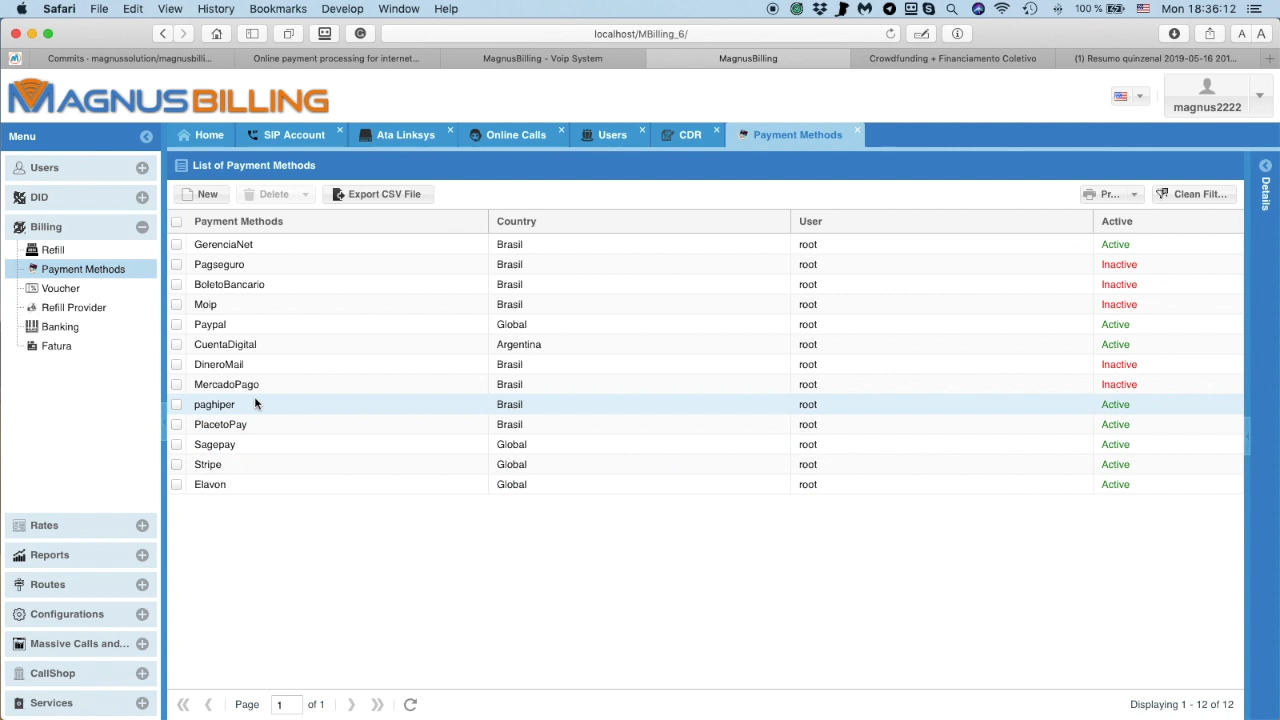 Safari File Edit View History Bookmarks Develop Window Help 100 % Mon 18:36:12
localhost/MBilling_6/ A A
Commits · magnussolution/magnusbilli... Online payment processing for internet... MagnusBilling - Voip System MagnusBilling Crowdfunding + Financiamento Coletivo (1) Resumo quinzenal 2019-05-16 201...
MAGNUSBILLING
magnus2222
Menu
Home SIP Account Ata Linksys Online Calls Users CDR Payment Methods
Users
DID
Billing
Refill
Payment Methods
Voucher
Refill Provider
Banking
Fatura
Rates
Reports
Routes
Configurations
Massive Calls and...
CallShop
Services
List of Payment Methods
New Delete Export CSV File Pr... Clean Filt...
Payment Methods Country User Active
GerenciaNet Brasil root Active
Pagseguro Brasil root Inactive
BoletoBancario Brasil root Inactive
Moip Brasil root Inactive
Paypal Global root Active
CuentaDigital Argentina root Active
DineroMail Brasil root Inactive
MercadoPago Brasil root Inactive
paghiper Brasil root Active
PlacetoPay Brasil root Active
Sagepay Global root Active
Stripe Global root Active
Elavon Global root Active
Page 1 of 1 Displaying 1 - 12 of 12
Details